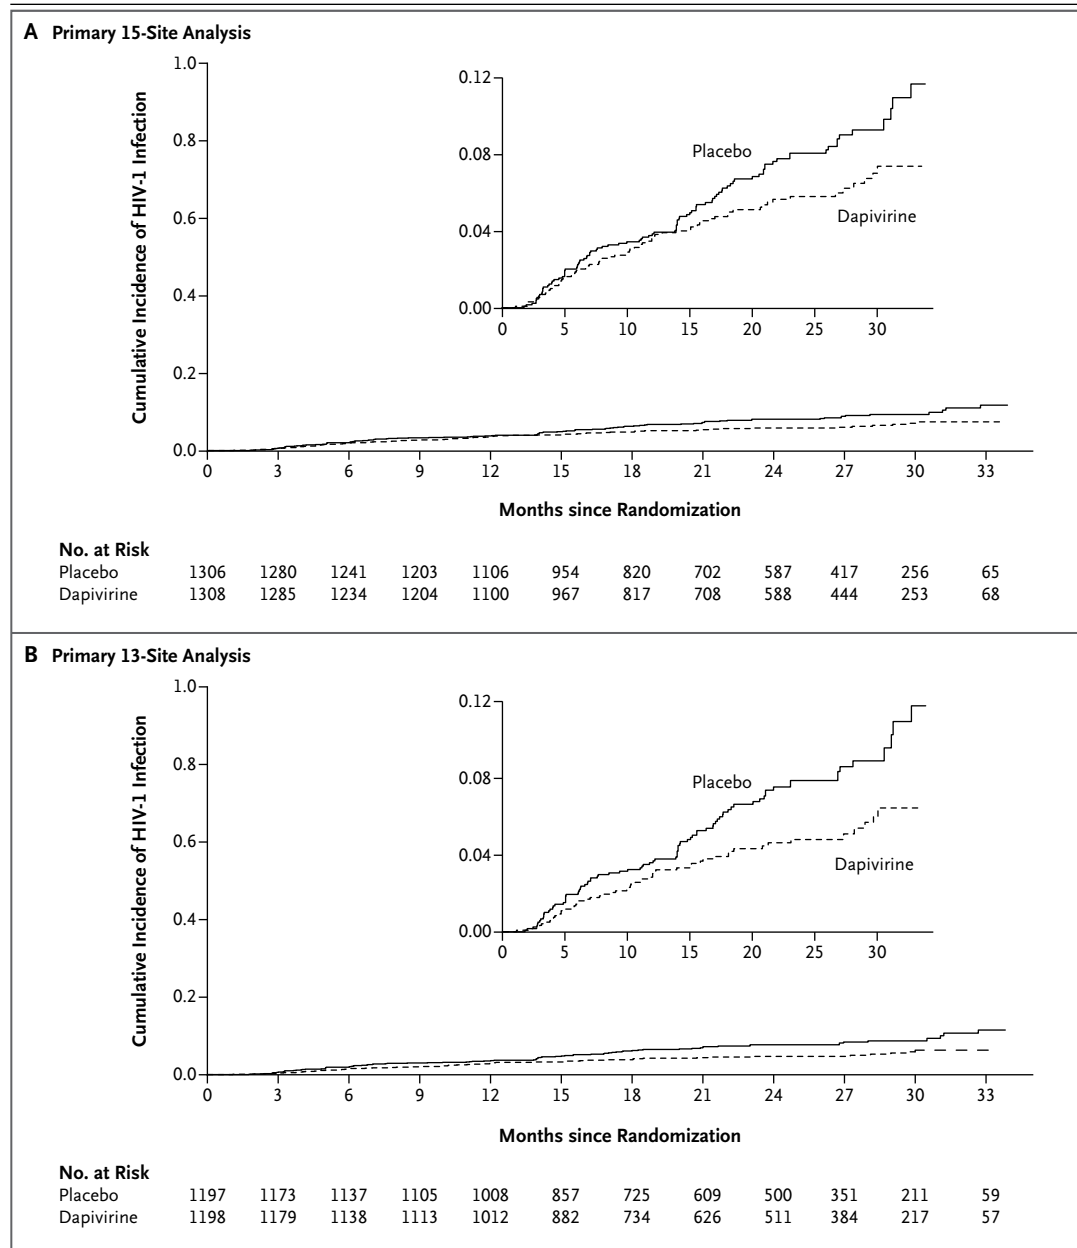 A Primary 15-Site Analysis
Cumulative Incidence of HIV-1 Infection
1.0
0.8
0.6
0.4
0.2
0.0
0 3 6 9 12 15 18 21 24 27 30 33
0.12
0.08
0.04
0.00
0 5 10 15 20 25 30
Placebo
Dapivirine
Months since Randomization
No. at Risk
Placebo 1306 1280 1241 1203 1106 954 820 702 587 417 256 65
Dapivirine 1308 1285 1234 1204 1100 967 817 708 588 444 253 68
B Primary 13-Site Analysis
Cumulative Incidence of HIV-1 Infection
1.0
0.8
0.6
0.4
0.2
0.0
0 3 6 9 12 15 18 21 24 27 30 33
0.12
0.08
0.04
0.00
0 5 10 15 20 25 30
Placebo
Dapivirine
Months since Randomization
No. at Risk
Placebo 1197 1173 1137 1105 1008 857 725 609 500 351 211 59
Dapivirine 1198 1179 1138 1113 1012 882 734 626 511 384 217 57